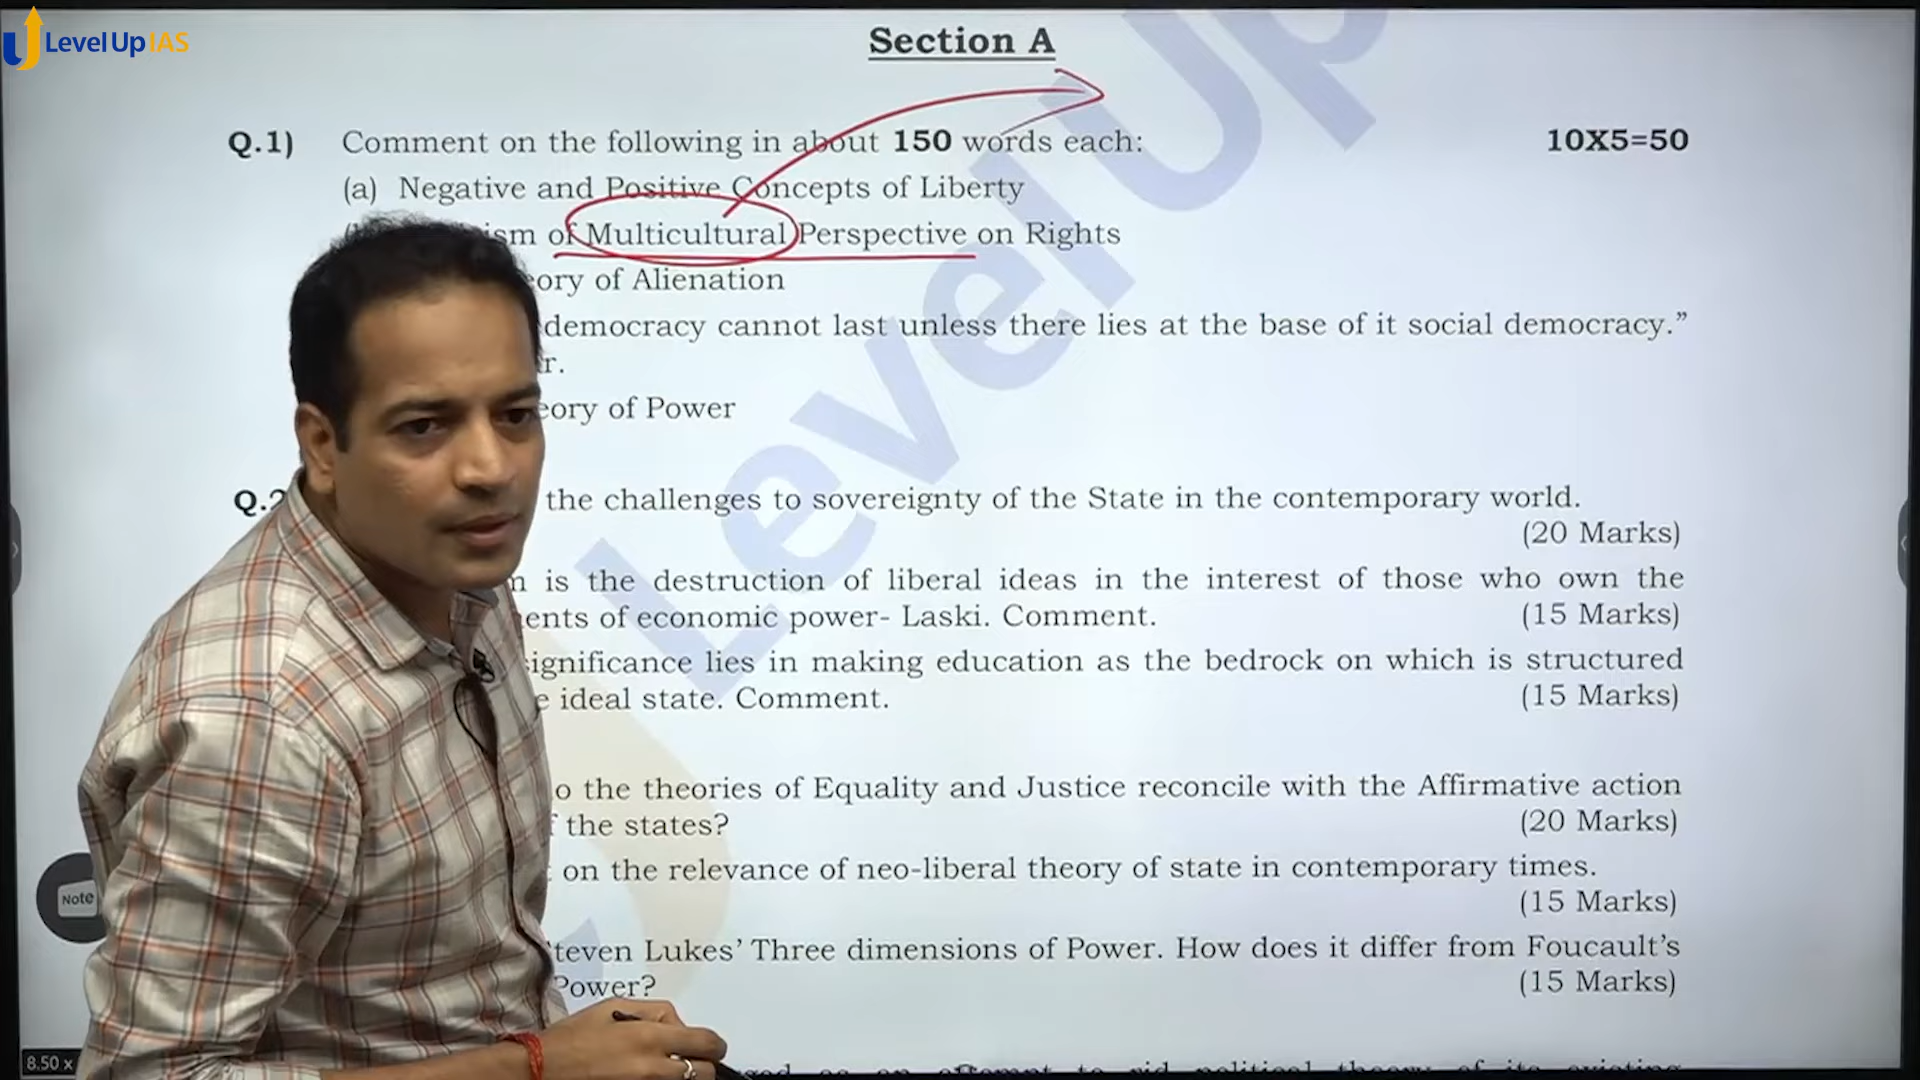 Level Up IAS
Section A
Q.1) Comment on the following in about 150 words each: 10X5=50
(a) Negative and Positive Concepts of Liberty
of Multicultural Perspective on Rights
of Alienation
democracy cannot last unless there lies at the base of it social democracy.”
of Power
the challenges to sovereignty of the State in the contemporary world.
(20 Marks)
is the destruction of liberal ideas in the interest of those who own the
of economic power- Laski. Comment. (15 Marks)
lies in making education as the bedrock on which is structured
ideal state. Comment. (15 Marks)
the theories of Equality and Justice reconcile with the Affirmative action
the states? (20 Marks)
on the relevance of neo-liberal theory of state in contemporary times.
(15 Marks)
Lukes’ Three dimensions of Power. How does it differ from Foucault’s
Power? (15 Marks)
Note
8.50 x
Level Up